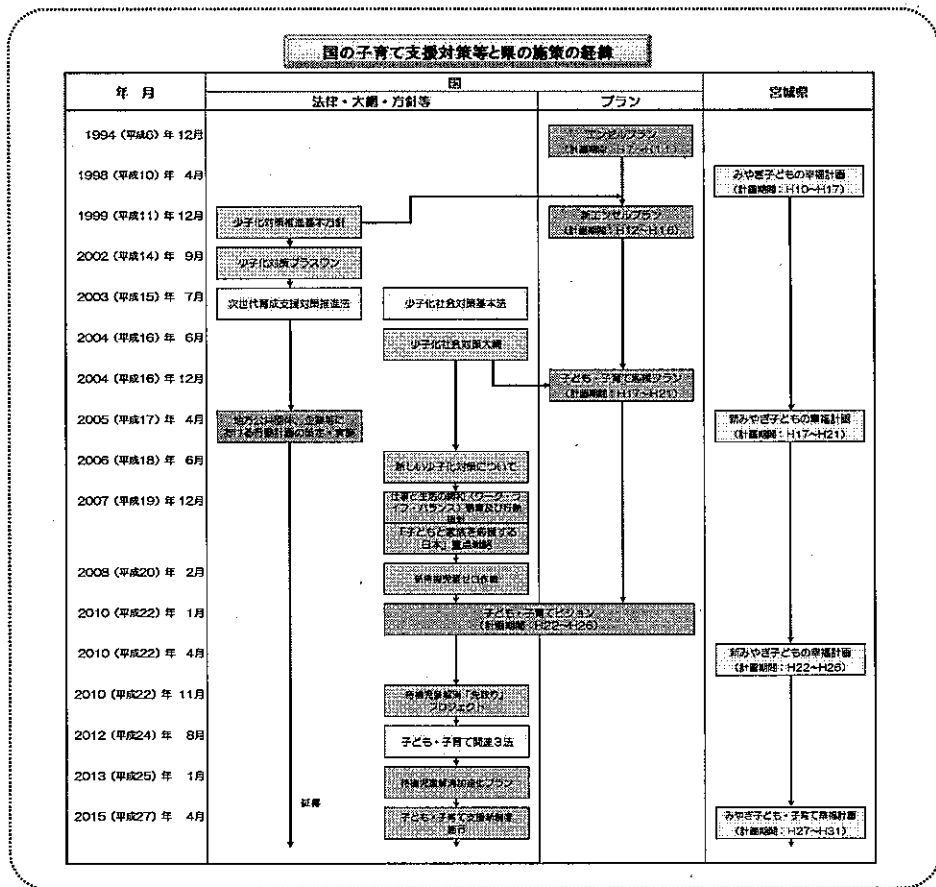 国の子育て支援対策等と県の施策の経緯
年 月
国
宮城県
法律・大綱・方針等
プラン
1994 (平成6) 年 12月
エンゼルプラン
(計画期間:H7~H11)
1998 (平成10) 年 4月
みやぎ子どもの幸福計画
(計画期間:H10~H17)
1999 (平成11) 年 12月
少子化対策推進基本方針
新エンゼルプラン
(計画期間:H12~H16)
2002 (平成14) 年 9月
少子化対策プラスワン
2003 (平成15) 年 7月
次世代育成支援対策推進法
少子化社会対策基本法
2004 (平成16) 年 6月
少子化社会対策大綱
2004 (平成16) 年 12月
子ども・子育て応援プラン
(計画期間:H17~H21)
2005 (平成17) 年 4月
地方公共団体、企業等に
おける行動計画の策定・実施
新みやぎ子どもの幸福計画
(計画期間:H17~H21)
2006 (平成18) 年 6月
新しい少子化対策について
2007 (平成19) 年 12月
仕事と生活の調和(ワーク・ラ
イフ・バランス)憲章及び行動
指針
「子どもと家族を応援する
日本」重点戦略
2008 (平成20) 年 2月
新待機児童ゼロ作戦
2010 (平成22) 年 1月
子ども・子育てビジョン
(計画期間:H22~H26)
2010 (平成22) 年 4月
新みやぎ子どもの幸福計画
(計画期間:H22~H26)
2010 (平成22) 年 11月
待機児童解消「先取り」
プロジェクト
2012 (平成24) 年 8月
子ども・子育て関連3法
2013 (平成25) 年 1月
待機児童解消加速化プラン
2015 (平成27) 年 4月
延長
子ども・子育て支援新制度
施行
みやぎ子ども・子育て幸福計画
(計画期間:H27~H31)